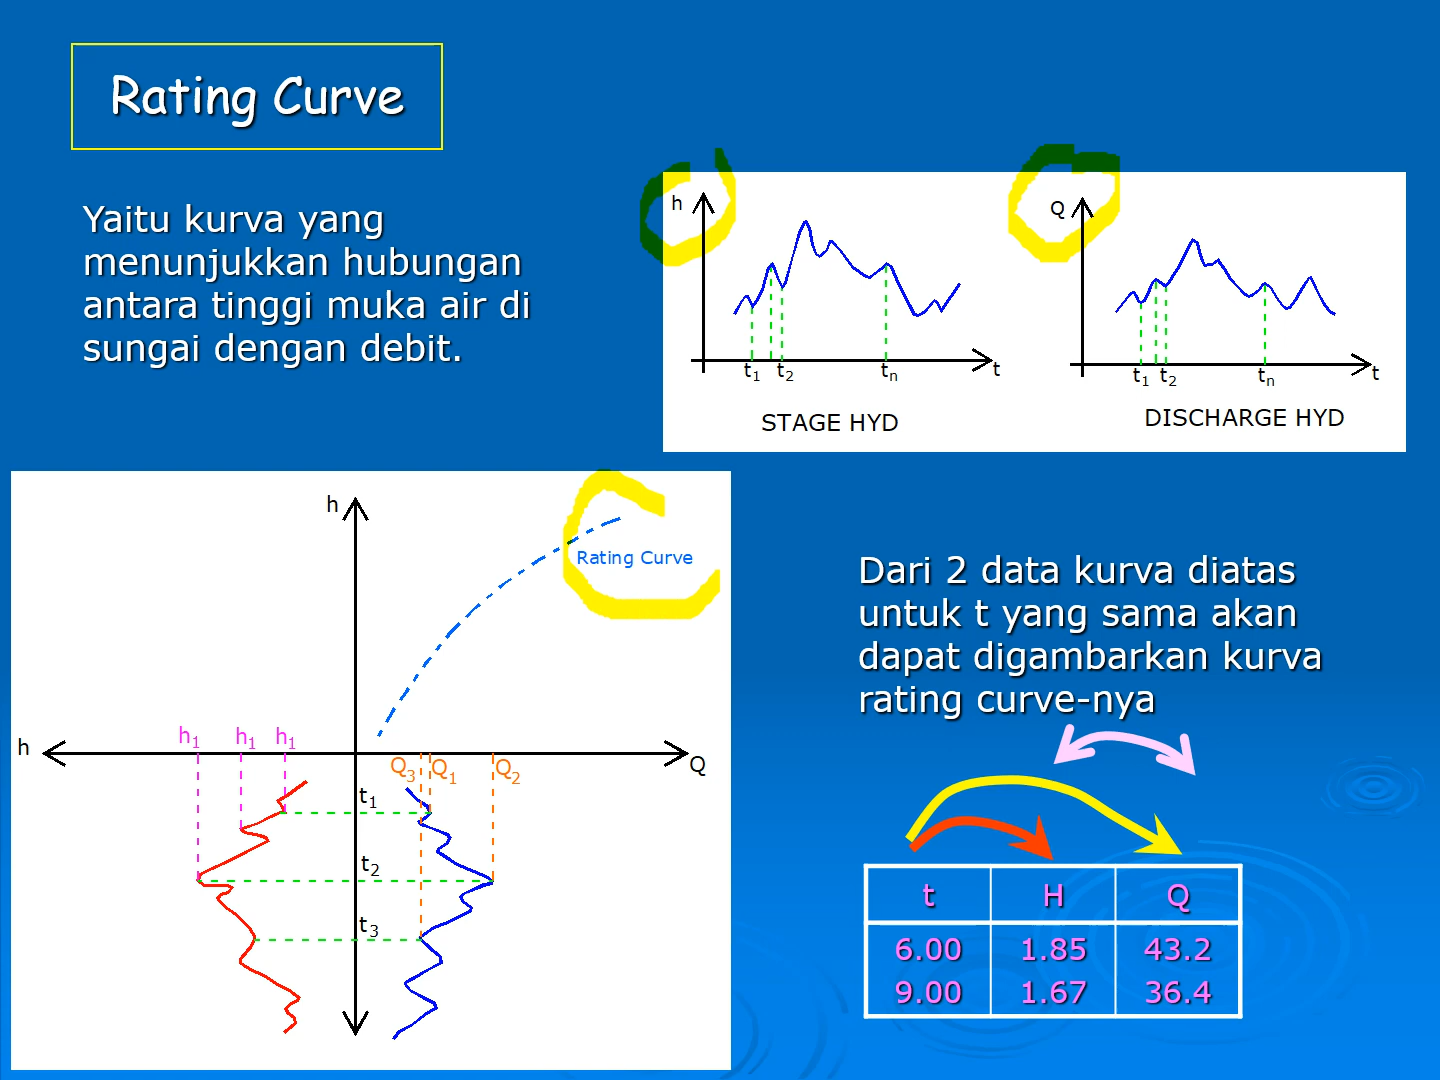 Rating Curve
Yaitu kurva yang
menunjukkan hubungan
antara tinggi muka air di
sungai dengan debit.
h
t1 t2 tn t
STAGE HYD
Q
t1 t2 tn t
DISCHARGE HYD
h
Rating Curve
h1 h1 h1
h
Q
Q3 Q1 Q2
t1
t2
t3
Dari 2 data kurva diatas
untuk t yang sama akan
dapat digambarkan kurva
rating curve-nya
t H Q
6.00 1.85 43.2
9.00 1.67 36.4